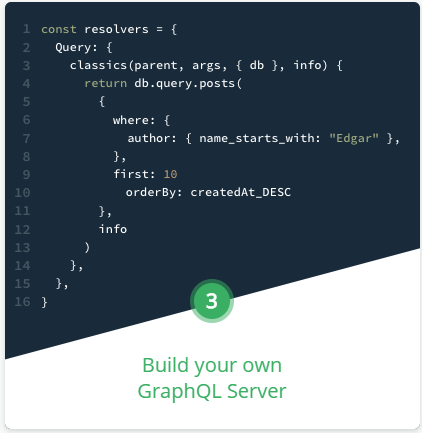 1 const resolvers = {
2   Query: {
3     classics(parent, args, { db }, info) {
4       return db.query.posts(
5         {
6           where: {
7             author: { name_starts_with: "Edgar" },
8           },
9           first: 10
10            orderBy: createdAt_DESC
11        },
12        info
13      )
14    },
15  },
16 }
3
Build your own
GraphQL Server